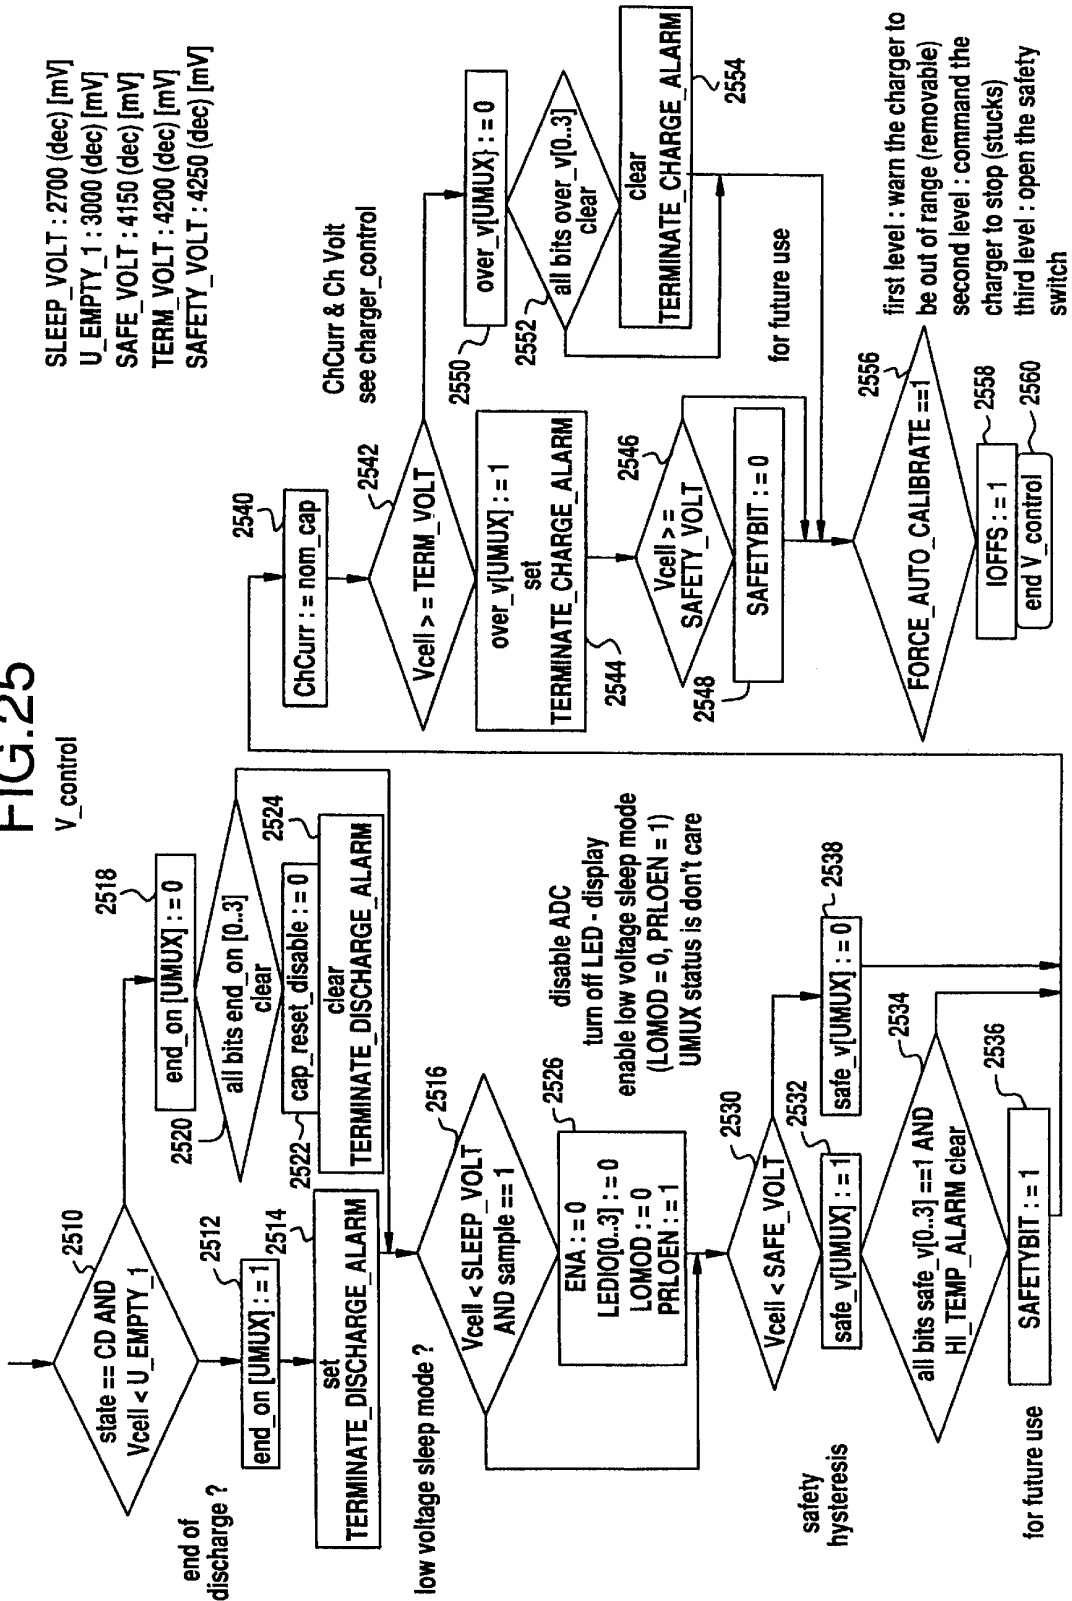 FIG.25
V_control
SLEEP_VOLT : 2700 (dec) [mV]
U_EMPTY_1 : 3000 (dec) [mV]
SAFE_VOLT : 4150 (dec) [mV]
TERM_VOLT : 4200 (dec) [mV]
SAFETY_VOLT : 4250 (dec) [mV]
end of
discharge ?
2510
state == CD AND
Vcell < U_EMPTY_1
2512
end_on [UMUX] : = 1
2514
set
TERMINATE_DISCHARGE_ALARM
2518
end_on [UMUX] : = 0
2520
all bits end_on [0..3]
clear
2522
cap_reset_disable : = 0
2524
clear
TERMINATE_DISCHARGE_ALARM
low voltage sleep mode ?
2516
Vcell < SLEEP_VOLT
AND sample == 1
2526
ENA : = 0
LEDIO[0..3] : = 0
LOMOD : = 0
PRLOEN : = 1
disable ADC
turn off LED - display
enable low voltage sleep mode
(LOMOD = 0, PRLOEN = 1)
UMUX status is don't care
safety
hysteresis
2530
Vcell < SAFE_VOLT
2532
safe_v[UMUX] : = 1
2538
safe_v[UMUX] : = 0
2534
all bits safe_v[0..3] ==1 AND
HI_TEMP_ALARM clear
2536
SAFETYBIT : = 1
for future use
2540
ChCurr : = nom_cap
ChCurr & Ch Volt
see charger_control
2542
Vcell > = TERM_VOLT
2544
over_v[UMUX] : = 1
set
TERMINATE_CHARGE_ALARM
2550
over_v[UMUX} : = 0
2552
all bits over_v[0..3]
clear
2554
clear
TERMINATE_CHARGE_ALARM
2546
Vcell > =
SAFETY_VOLT
2548
SAFETYBIT : = 0
for future use
2556
FORCE_AUTO_CALIBRATE ==1
2558
IOFFS : = 1
2560
end V_control
first level : warn the charger to
be out of range (removable)
second level : command the
charger to stop (stucks)
third level : open the safety
switch